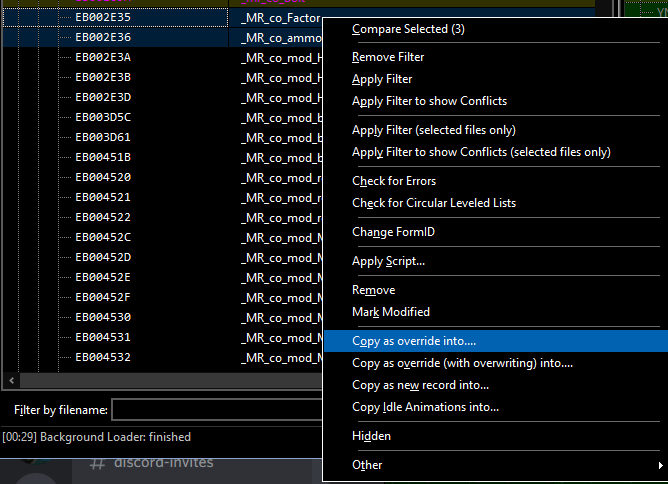 EB002E35 _MR_co_Factor
EB002E36 _MR_co_ammo
EB002E3A _MR_co_mod_H
EB002E3B _MR_co_mod_H
EB002E3D _MR_co_mod_H
EB003D5C _MR_co_mod_b
EB003D61 _MR_co_mod_b
EB00451B _MR_co_mod_b
EB004520 _MR_co_mod_r
EB004521 _MR_co_mod_r
EB004522 _MR_co_mod_r
EB00452C _MR_co_mod_M
EB00452D _MR_co_mod_M
EB00452E _MR_co_mod_M
EB00452F _MR_co_mod_M
EB004530 _MR_co_mod_M
EB004531 _MR_co_mod_M
EB004532 _MR_co_mod_M
Filter by filename:
[00:29] Background Loader: finished
# discord-invites
Compare Selected (3)
Remove Filter
Apply Filter
Apply Filter to show Conflicts
Apply Filter (selected files only)
Apply Filter to show Conflicts (selected files only)
Check for Errors
Check for Circular Leveled Lists
Change FormID
Apply Script...
Remove
Mark Modified
Copy as override into....
Copy as override (with overwriting) into....
Copy as new record into...
Copy Idle Animations into...
Hidden
Other